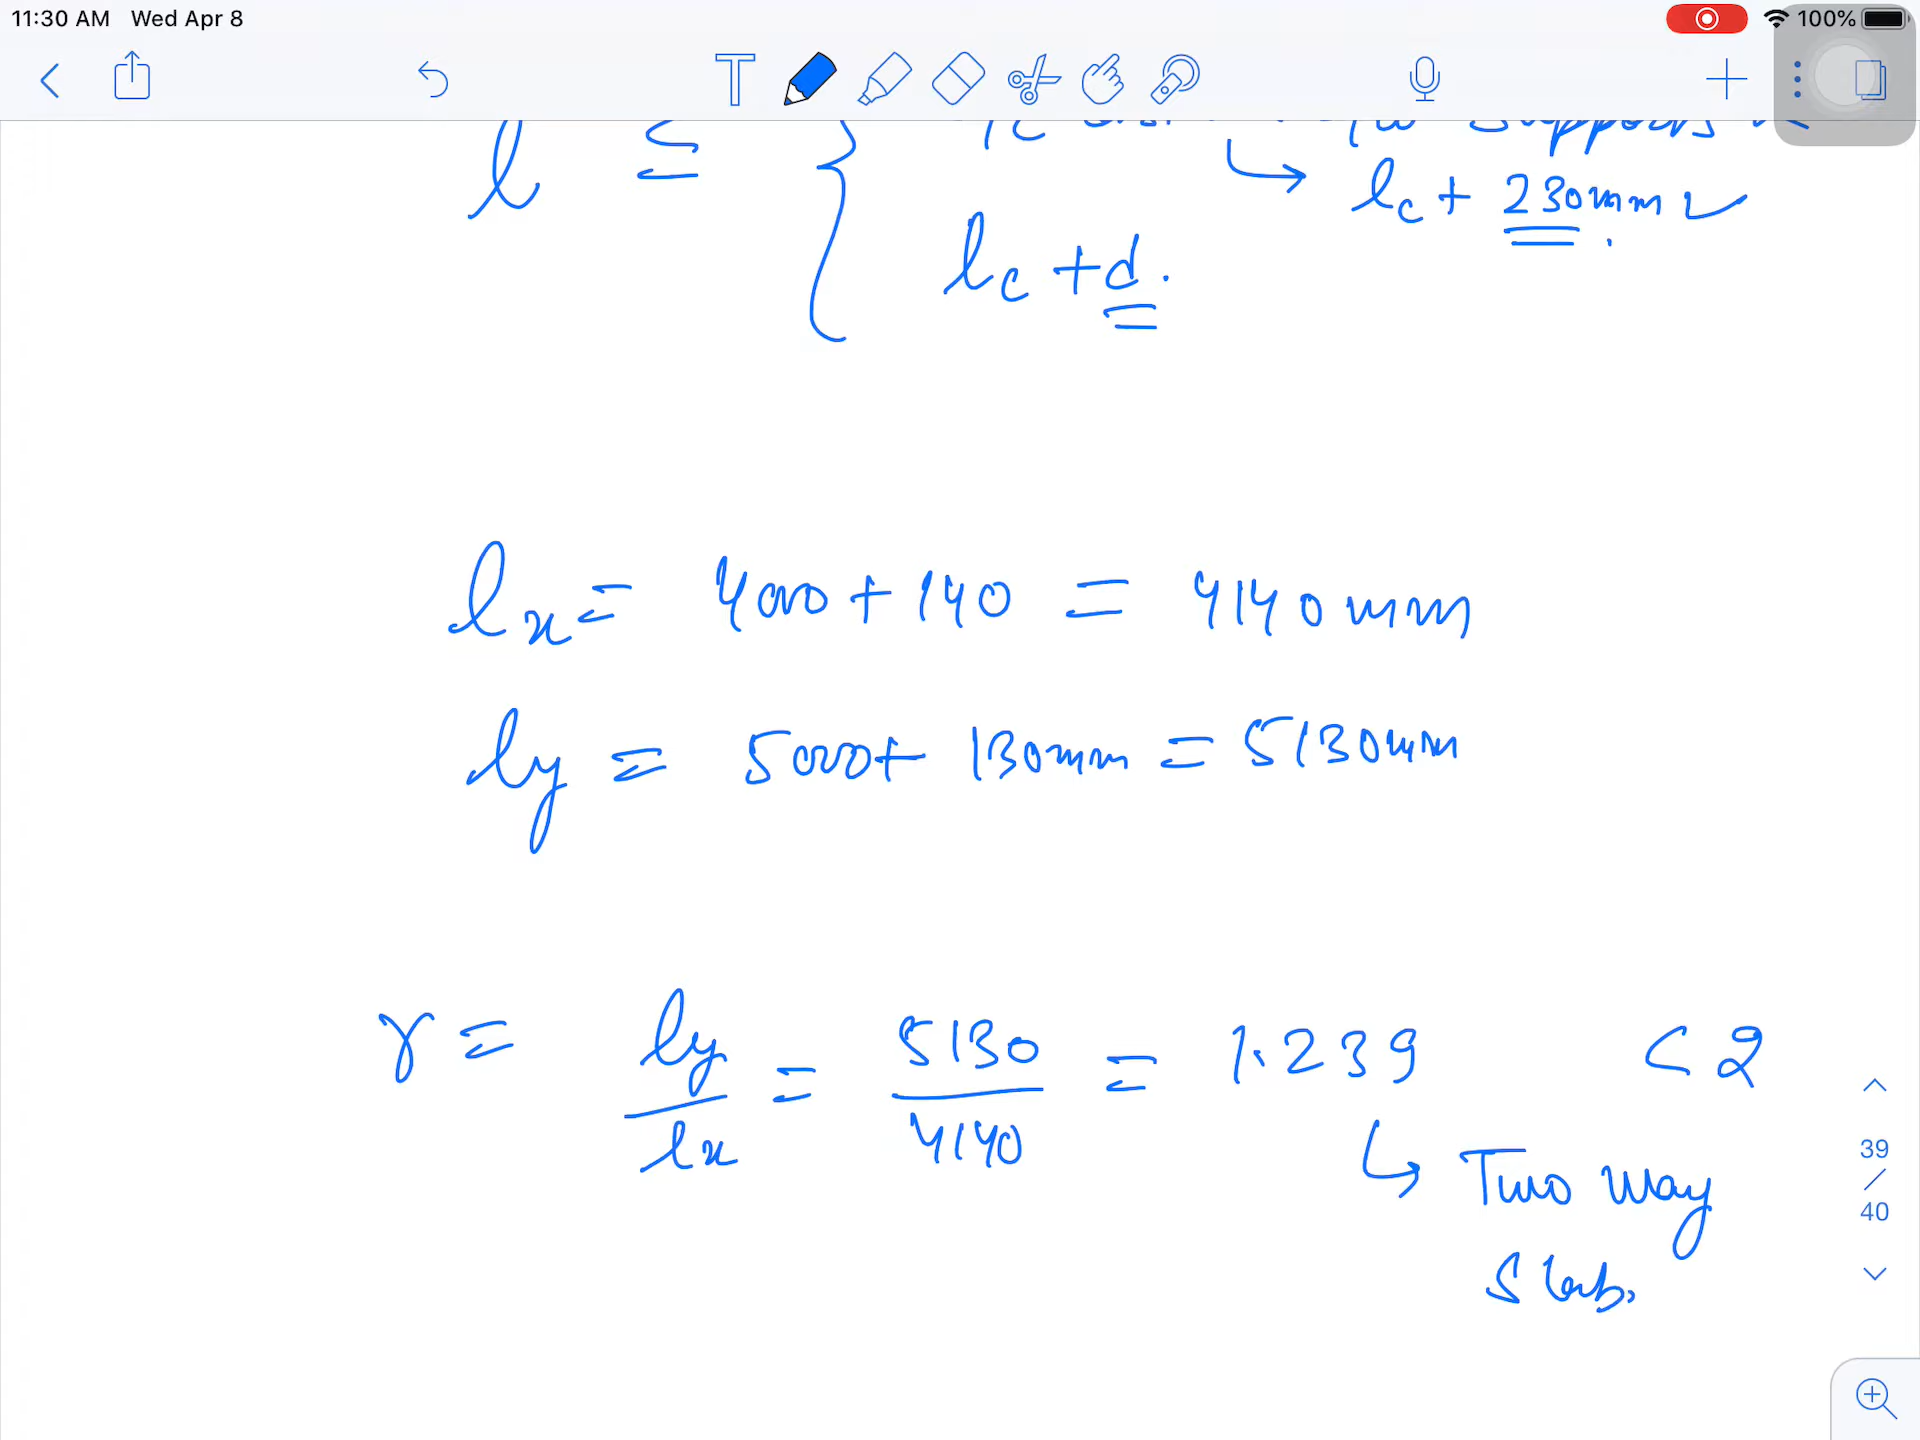 11:30 AM Wed Apr 8
100%
T
supports
l ≤ {
lc + 230mm
lc + d.
lx = 4000 + 140 = 4140 mm
ly = 5000 + 130mm = 5130mm
r = ly/lx = 5130/4140 = 1.239 < 2
Two way
Slab.
39
/
40